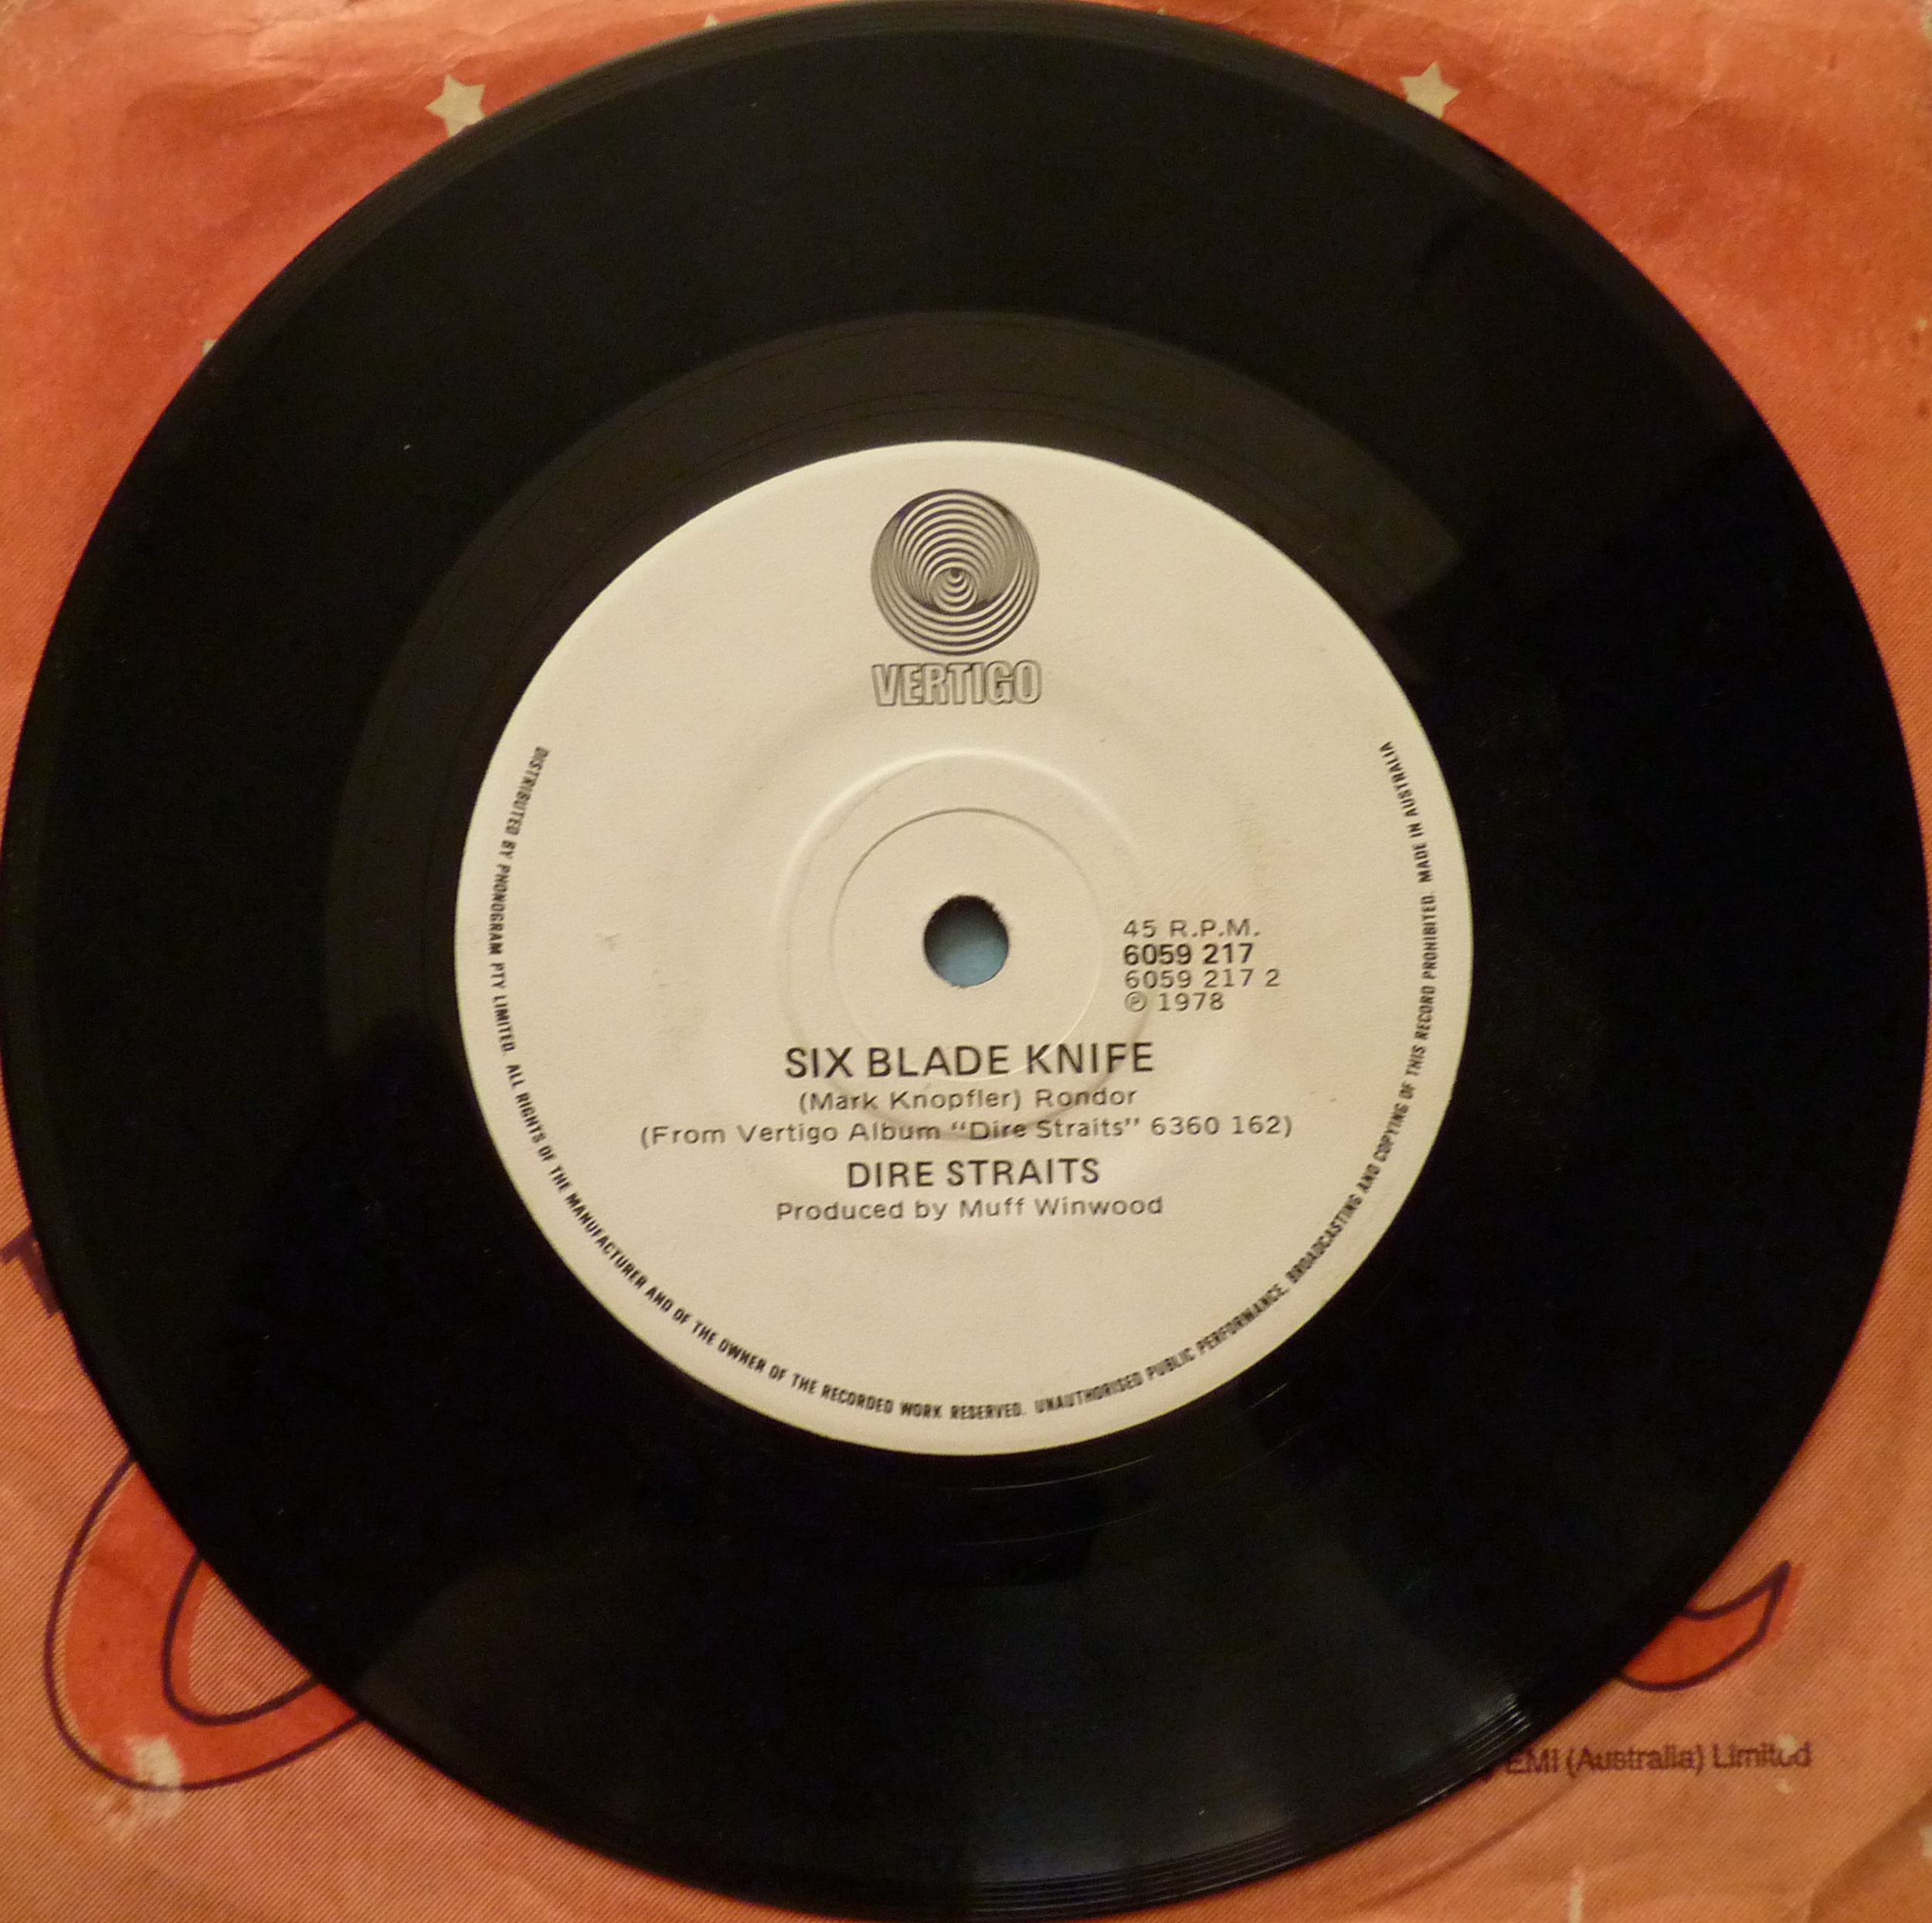 VERTIGO
45 R.P.M.
6059 217
6059 217 2
℗ 1978
SIX BLADE KNIFE
(Mark Knopfler) Rondor
(From Vertigo Album “Dire Straits” 6360 162)
DIRE STRAITS
Produced by Muff Winwood
DISTRIBUTED BY PHONOGRAM PTY LIMITED. ALL RIGHTS OF THE MANUFACTURER AND OF THE OWNER OF THE RECORDED WORK RESERVED. UNAUTHORISED PUBLIC PERFORMANCE, BROADCASTING AND COPYING OF THIS RECORD PROHIBITED. MADE IN AUSTRALIA
EMI (Australia) Limited